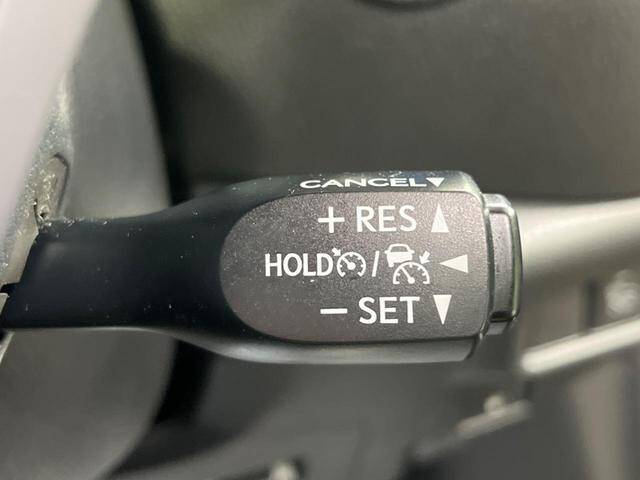 CANCEL▼
+ RES ▲
HOLD / ◀
− SET ▼